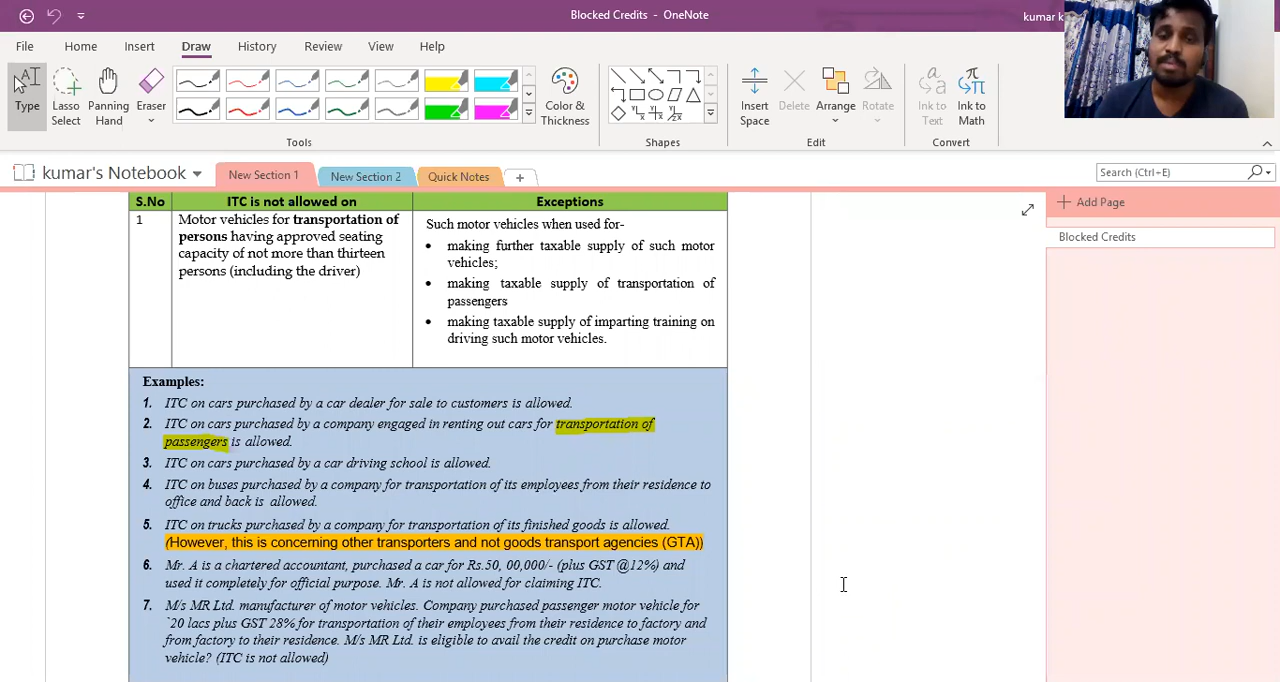 Blocked Credits - OneNote
kumar k
File Home Insert Draw History Review View Help
Type
Lasso Select
Panning Hand
Eraser
Color & Thickness
Insert Space
Delete
Arrange
Rotate
Ink to Text
Ink to Math
Tools
Shapes
Edit
Convert
kumar's Notebook
New Section 1
New Section 2
Quick Notes
Search (Ctrl+E)
Add Page
Blocked Credits
S.No ITC is not allowed on Exceptions
1
Motor vehicles for transportation of
persons having approved seating
capacity of not more than thirteen
persons (including the driver)
Such motor vehicles when used for-
• making further taxable supply of such motor
vehicles;
• making taxable supply of transportation of
passengers
• making taxable supply of imparting training on
driving such motor vehicles.
Examples:
1. ITC on cars purchased by a car dealer for sale to customers is allowed.
2. ITC on cars purchased by a company engaged in renting out cars for transportation of
passengers is allowed.
3. ITC on cars purchased by a car driving school is allowed.
4. ITC on buses purchased by a company for transportation of its employees from their residence to
office and back is allowed.
5. ITC on trucks purchased by a company for transportation of its finished goods is allowed.
(However, this is concerning other transporters and not goods transport agencies (GTA))
6. Mr. A is a chartered accountant, purchased a car for Rs.50, 00,000/- (plus GST @12%) and
used it completely for official purpose. Mr. A is not allowed for claiming ITC.
7. M/s MR Ltd. manufacturer of motor vehicles. Company purchased passenger motor vehicle for
`20 lacs plus GST 28% for transportation of their employees from their residence to factory and
from factory to their residence. M/s MR Ltd. is eligible to avail the credit on purchase motor
vehicle? (ITC is not allowed)